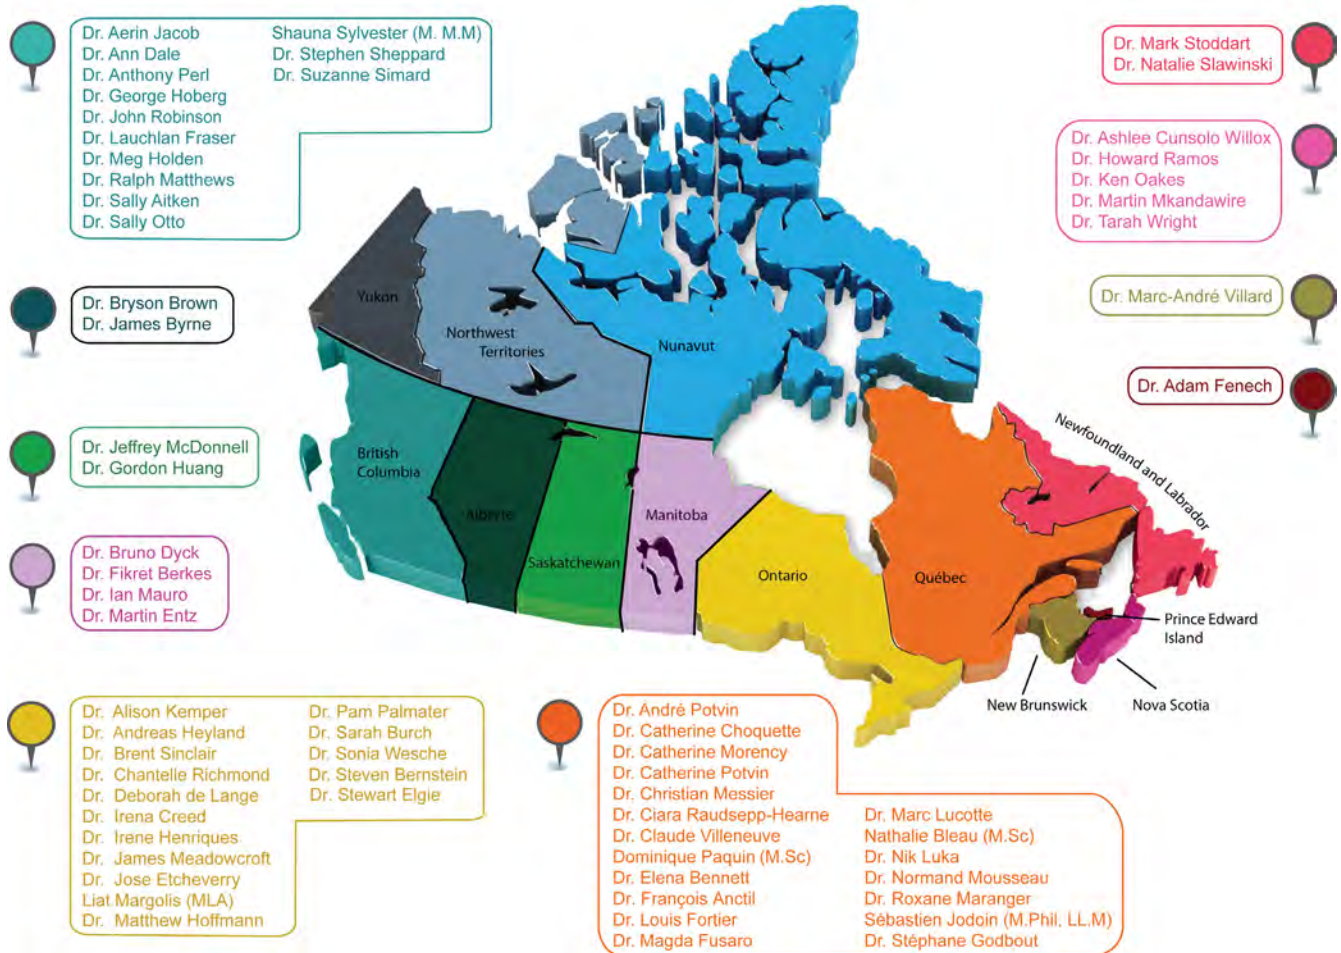 Dr. Aerin Jacob
Dr. Ann Dale
Dr. Anthony Perl
Dr. George Hoberg
Dr. John Robinson
Dr. Lauchlan Fraser
Dr. Meg Holden
Dr. Ralph Matthews
Dr. Sally Aitken
Dr. Sally Otto
Shauna Sylvester (M. M.M)
Dr. Stephen Sheppard
Dr. Suzanne Simard
Dr. Mark Stoddart
Dr. Natalie Slawinski
Dr. Ashlee Cunsolo Willox
Dr. Howard Ramos
Dr. Ken Oakes
Dr. Martin Mkandawire
Dr. Tarah Wright
Dr. Bryson Brown
Dr. James Byrne
Dr. Marc-André Villard
Dr. Adam Fenech
Dr. Jeffrey McDonnell
Dr. Gordon Huang
Dr. Bruno Dyck
Dr. Fikret Berkes
Dr. Ian Mauro
Dr. Martin Entz
Yukon
Northwest
Territories
Nunavut
British
Columbia
Alberta
Saskatchewan
Manitoba
Ontario
Québec
Newfoundland and Labrador
Prince Edward
Island
New Brunswick
Nova Scotia
Dr. Alison Kemper
Dr. Andreas Heyland
Dr. Brent Sinclair
Dr. Chantelle Richmond
Dr. Deborah de Lange
Dr. Irena Creed
Dr. Irene Henriques
Dr. James Meadowcroft
Dr. Jose Etcheverry
Liat Margolis (MLA)
Dr. Matthew Hoffmann
Dr. Pam Palmater
Dr. Sarah Burch
Dr. Sonia Wesche
Dr. Steven Bernstein
Dr. Stewart Elgie
Dr. André Potvin
Dr. Catherine Choquette
Dr. Catherine Morency
Dr. Catherine Potvin
Dr. Christian Messier
Dr. Ciara Raudsepp-Hearne
Dr. Claude Villeneuve
Dominique Paquin (M.Sc)
Dr. Elena Bennett
Dr. François Anctil
Dr. Louis Fortier
Dr. Magda Fusaro
Dr. Marc Lucotte
Nathalie Bleau (M.Sc)
Dr. Nik Luka
Dr. Normand Mousseau
Dr. Roxane Maranger
Sébastien Jodoin (M.Phil, LL.M)
Dr. Stéphane Godbout